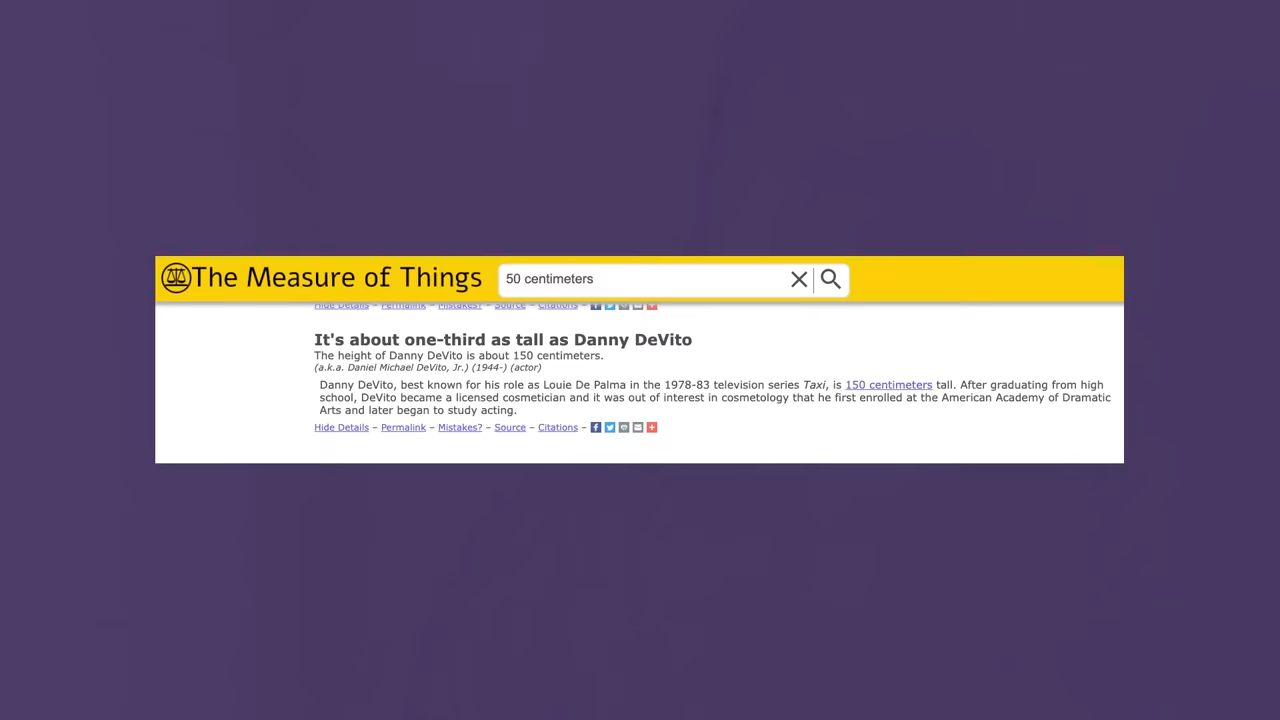 The Measure of Things
50 centimeters
Hide Details – Permalink – Mistakes? – Source – Citations –
It's about one-third as tall as Danny DeVito
The height of Danny DeVito is about 150 centimeters.
(a.k.a. Daniel Michael DeVito, Jr.) (1944-) (actor)
Danny DeVito, best known for his role as Louie De Palma in the 1978-83 television series Taxi, is 150 centimeters tall. After graduating from high
school, DeVito became a licensed cosmetician and it was out of interest in cosmetology that he first enrolled at the American Academy of Dramatic
Arts and later began to study acting.
Hide Details – Permalink – Mistakes? – Source – Citations –